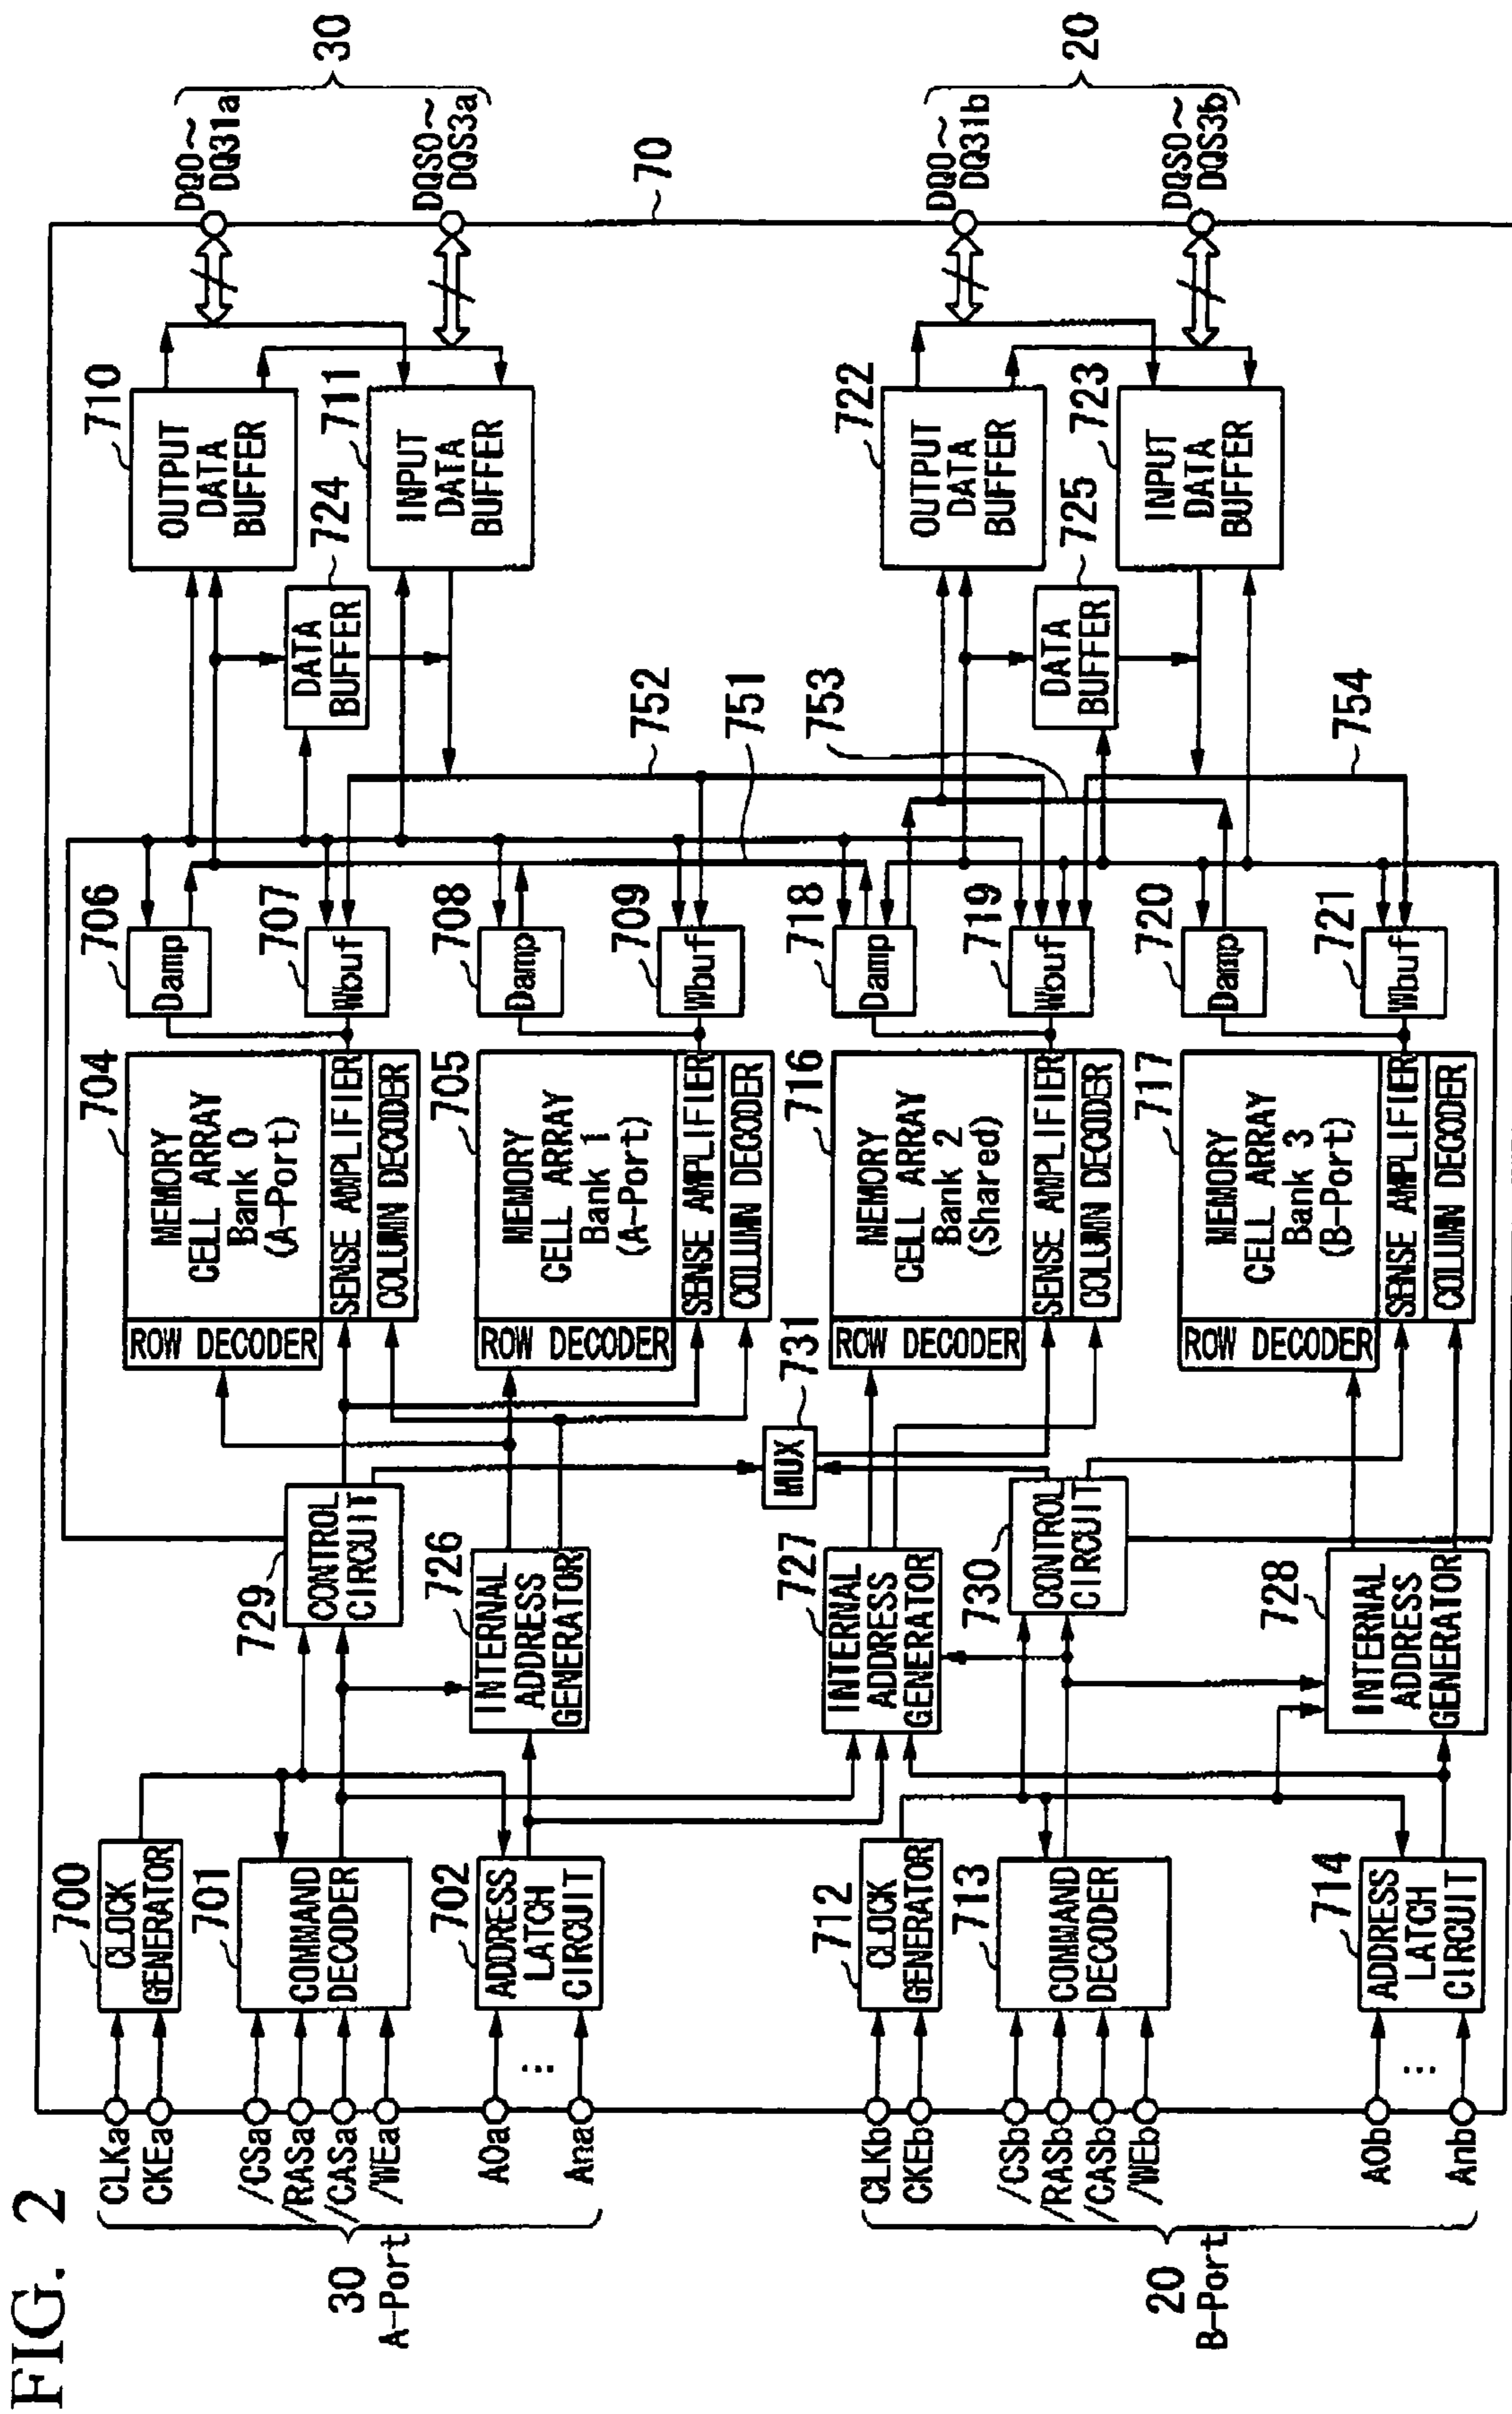 FIG. 2
30
A-Port
CLKa
CKEa
/CSa
/RASa
/CASa
/WEa
A0a
Ana
20
B-Port
CLKb
CKEb
/CSb
/RASb
/CASb
/WEb
A0b
Anb
700
CLOCK
GENERATOR
701
COMMAND
DECODER
702
ADDRESS
LATCH
CIRCUIT
712
CLOCK
GENERATOR
713
COMMAND
DECODER
714
ADDRESS
LATCH
CIRCUIT
729
CONTROL
CIRCUIT
726
INTERNAL
ADDRESS
GENERATOR
727
INTERNAL
ADDRESS
GENERATOR
730
CONTROL
CIRCUIT
728
INTERNAL
ADDRESS
GENERATOR
MUX
731
704
MEMORY
CELL ARRAY
Bank 0
(A-Port)
ROW DECODER
SENSE AMPLIFIER
COLUMN DECODER
705
MEMORY
CELL ARRAY
Bank 1
(A-Port)
ROW DECODER
SENSE AMPLIFIER
COLUMN DECODER
716
MEMORY
CELL ARRAY
Bank 2
(Shared)
ROW DECODER
SENSE AMPLIFIER
COLUMN DECODER
717
MEMORY
CELL ARRAY
Bank 3
(B-Port)
ROW DECODER
SENSE AMPLIFIER
COLUMN DECODER
706
Damp
707
Wbuf
708
Damp
709
Wbuf
718
Damp
719
Wbuf
720
Damp
721
Wbuf
752
751
753
754
724
DATA
BUFFER
725
DATA
BUFFER
710
OUTPUT
DATA
BUFFER
711
INPUT
DATA
BUFFER
722
OUTPUT
DATA
BUFFER
723
INPUT
DATA
BUFFER
70
DQ0~
DQ31a
DQS0~
DQS3a
30
DQ0~
DQ31b
DQS0~
DQS3b
20